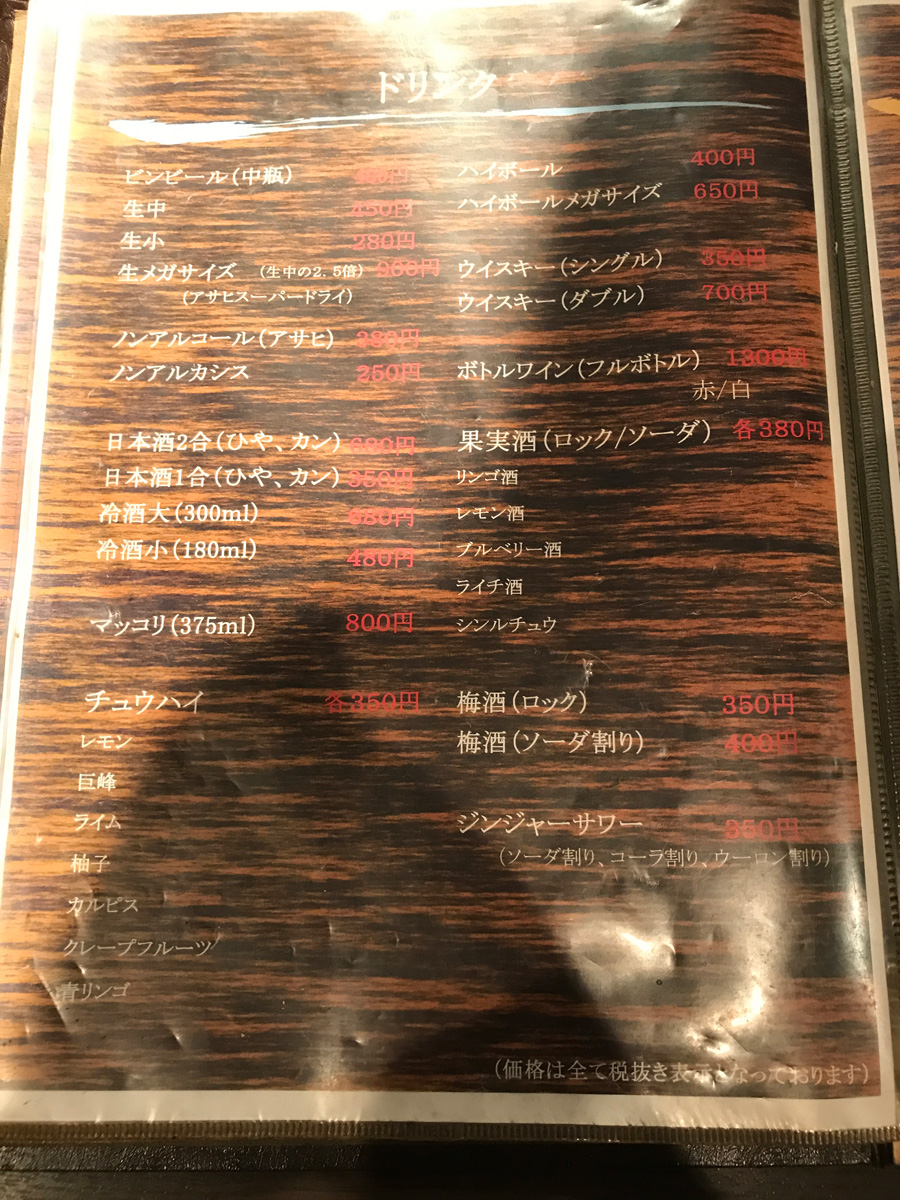 ドリンク
ビンビール(中瓶)
生中 450円
生小 280円
生メガサイズ (生中の2.5倍) 980円
(アサヒスーパードライ)
ノンアルコール(アサヒ) 280円
ノンアルカシス 250円
日本酒2合(ひや、カン) 680円
日本酒1合(ひや、カン) 350円
冷酒大(300ml) 680円
冷酒小(180ml) 480円
マッコリ(375ml) 800円
チュウハイ 各350円
レモン
巨峰
ライム
柚子
カルピス
クレープフルーツ
青リンゴ
ハイボール 400円
ハイボールメガサイズ 650円
ウイスキー(シングル) 350円
ウイスキー(ダブル) 700円
ボトルワイン(フルボトル) 1300円
赤/白
果実酒(ロック/ソーダ) 各380円
リンゴ酒
レモン酒
ブルベリー酒
ライチ酒
シンルチュウ
梅酒(ロック) 350円
梅酒(ソーダ割り) 400円
ジンジャーサワー 350円
(ソーダ割り、コーラ割り、ウーロン割り)
(価格は全て税抜き表示となっております)